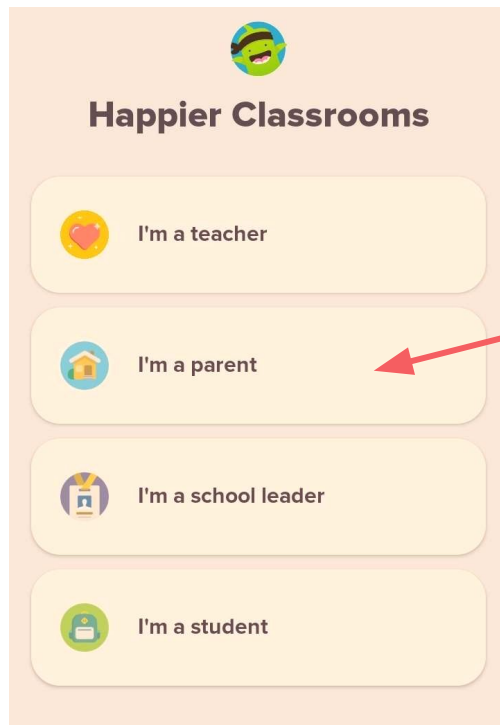 Happier Classrooms
I'm a teacher
I'm a parent
I'm a school leader
I'm a student